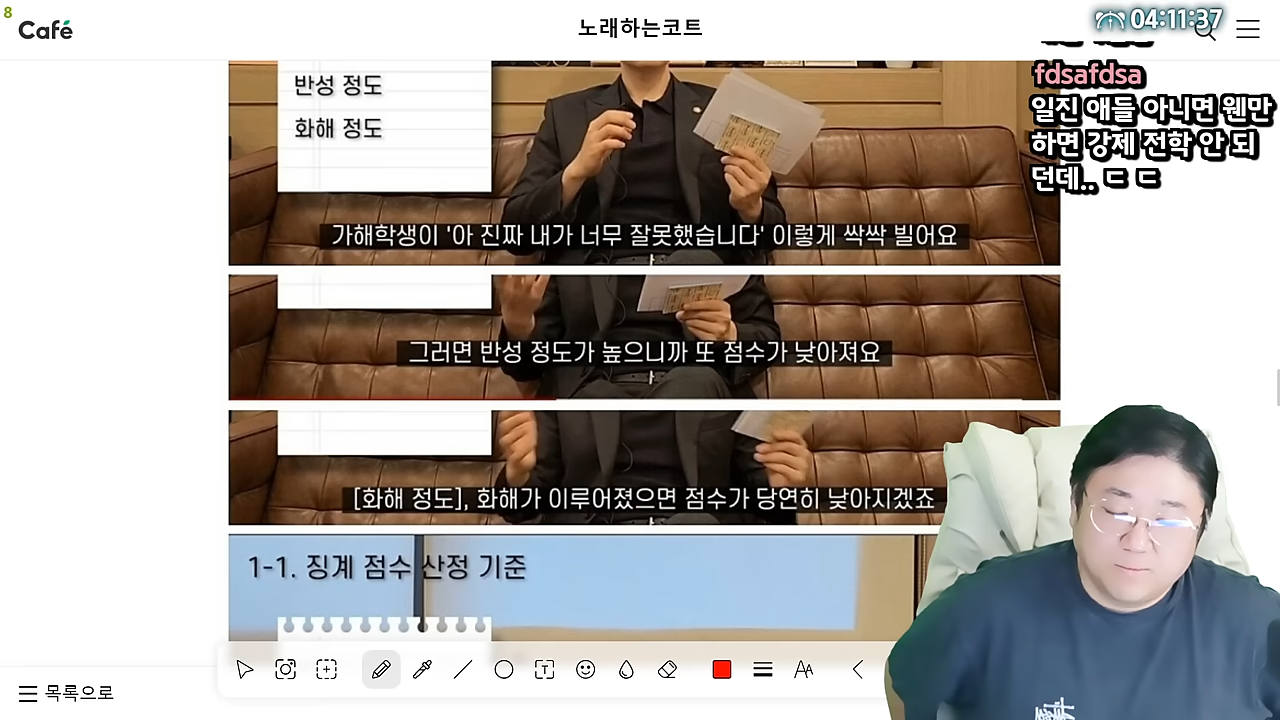 8
Café
노래하는코트
04:11:37
fdsafdsa
일진 애들 아니면 웬만
하면 강제 전학 안 되
던데.. ㄷ ㄷ
반성 정도
화해 정도
가해학생이 '아 진짜 내가 너무 잘못했습니다' 이렇게 싹싹 빌어요
그러면 반성 정도가 높으니까 또 점수가 낮아져요
[화해 정도], 화해가 이루어졌으면 점수가 당연히 낮아지겠죠
1-1. 징계 점수 산정 기준
T
AA
목록으로